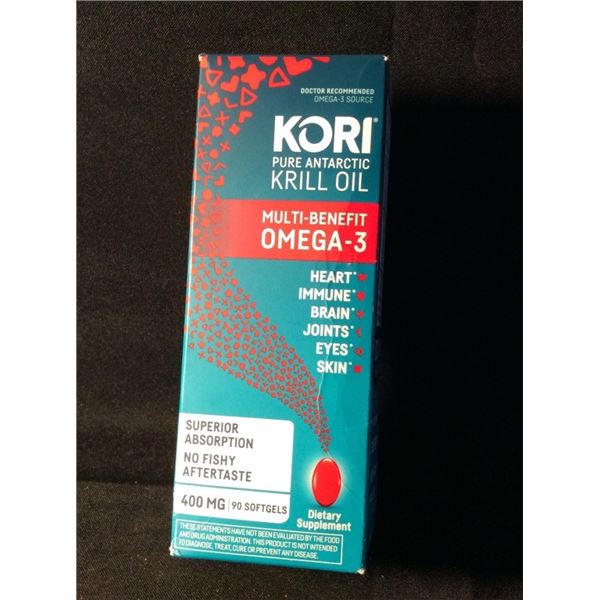 DOCTOR RECOMMENDED
OMEGA-3 SOURCE
KORI®
PURE ANTARCTIC
KRILL OIL
MULTI-BENEFIT
OMEGA-3
HEART*
IMMUNE*
BRAIN*
JOINTS*
EYES*
SKIN*
SUPERIOR
ABSORPTION
NO FISHY
AFTERTASTE
400 MG | 90 SOFTGELS
Dietary
Supplement
*THESE STATEMENTS HAVE NOT BEEN EVALUATED BY THE FOOD
AND DRUG ADMINISTRATION. THIS PRODUCT IS NOT INTENDED
TO DIAGNOSE, TREAT, CURE OR PREVENT ANY DISEASE.